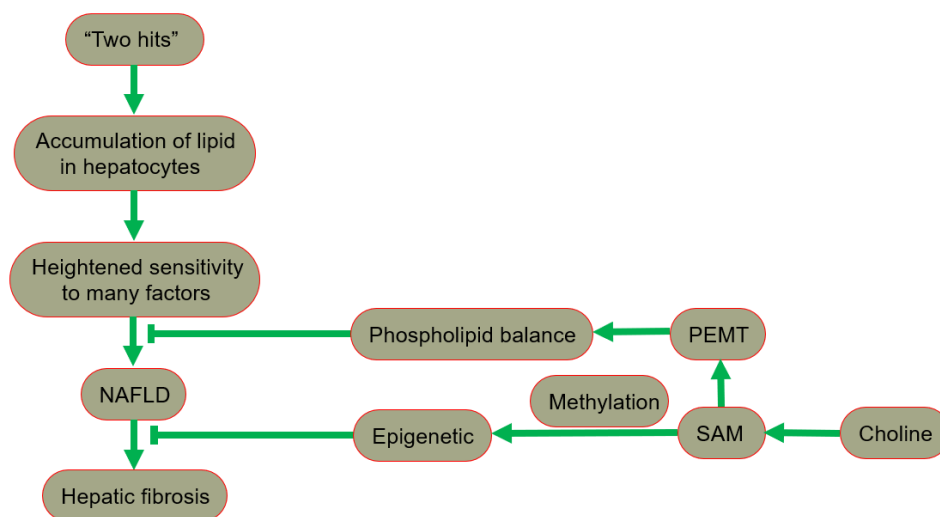 “Two hits”
Accumulation of lipid
in hepatocytes
Heightened sensitivity
to many factors
Phospholipid balance
PEMT
NAFLD
Methylation
Epigenetic
SAM
Choline
Hepatic fibrosis